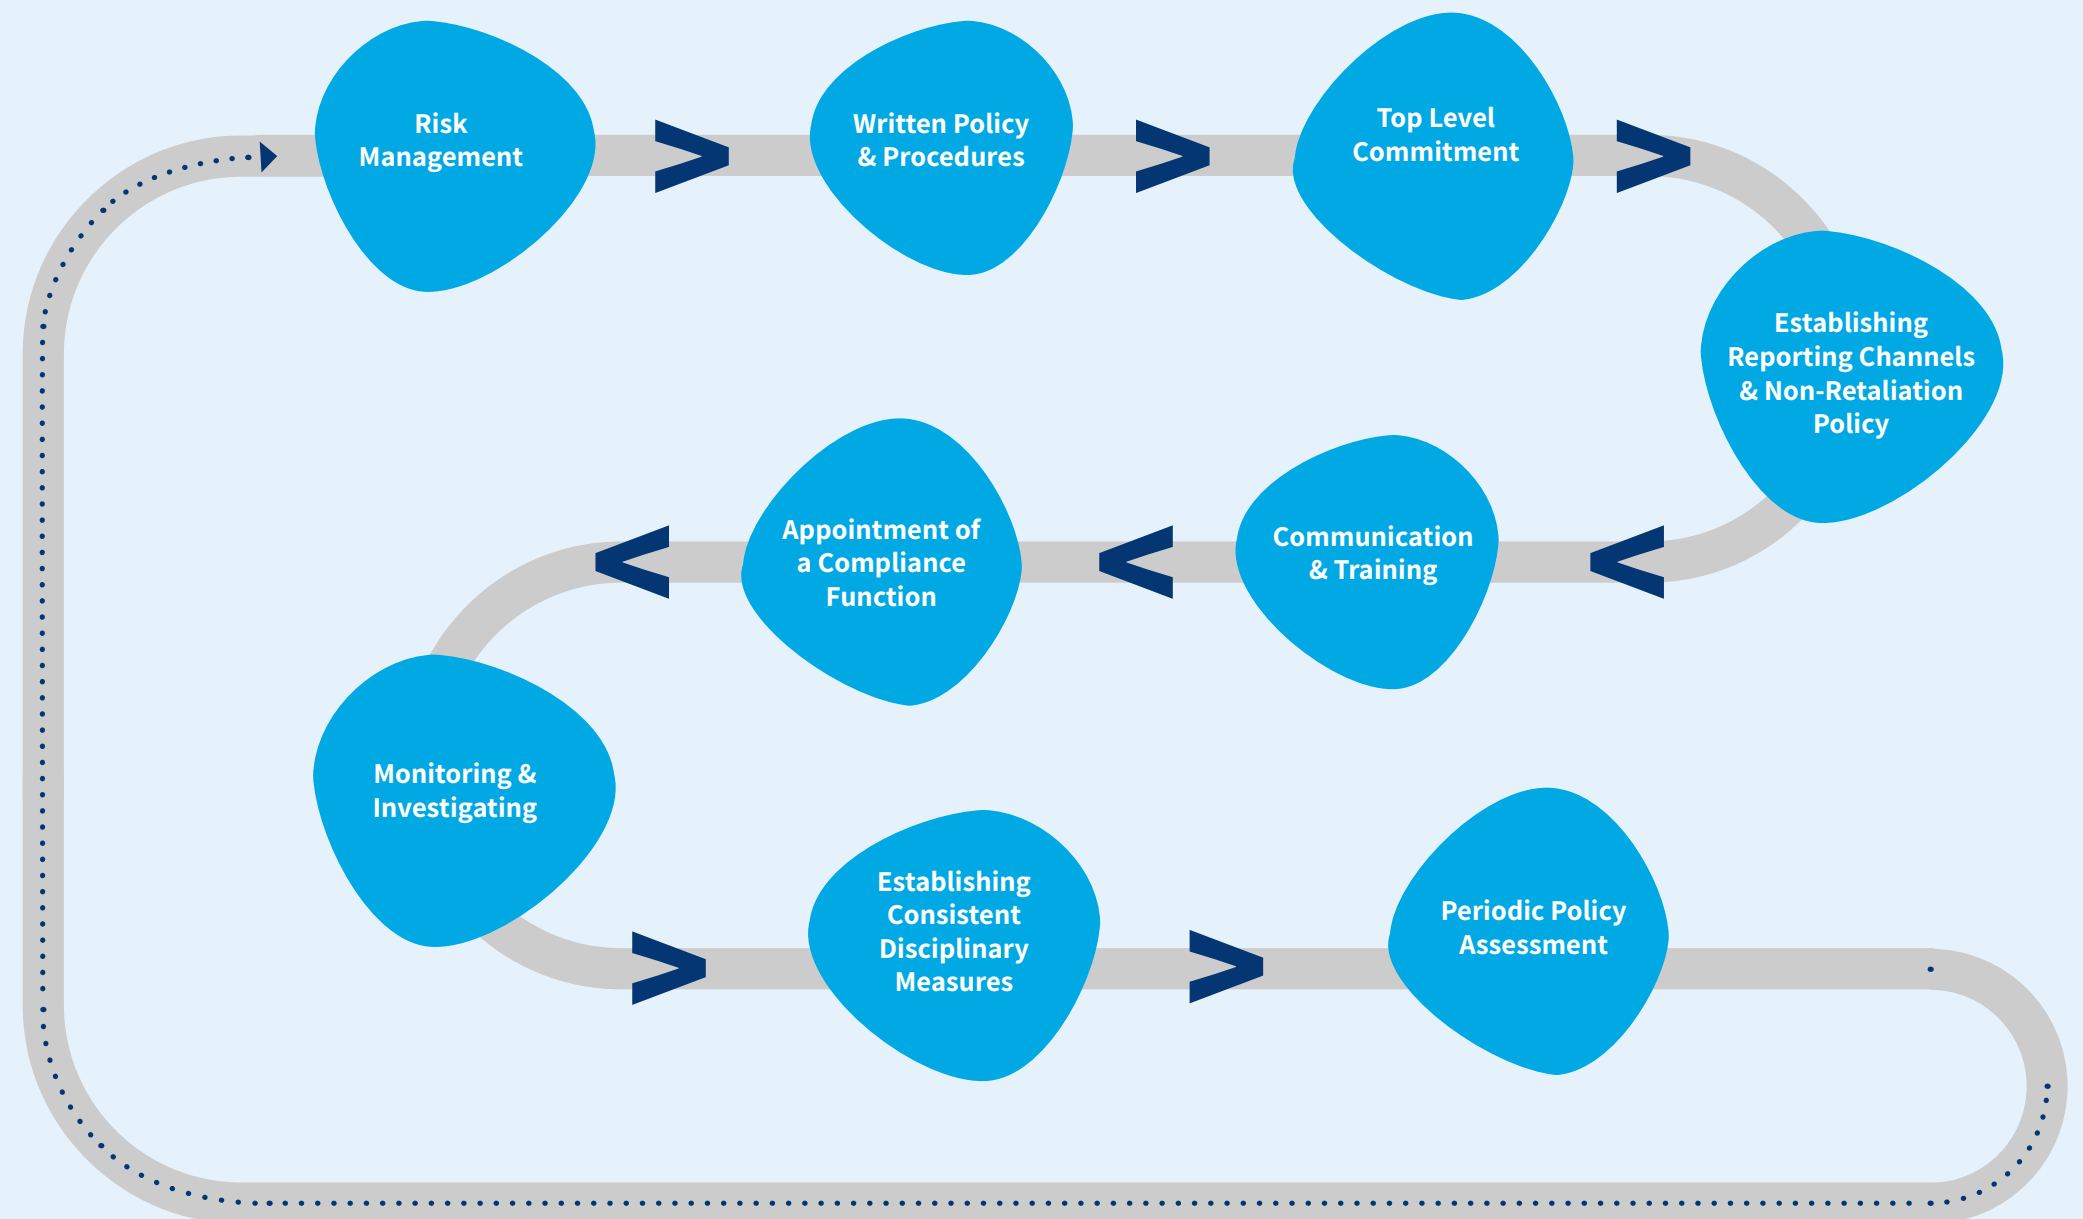 Risk
Management
Written Policy
& Procedures
Top Level
Commitment
Establishing
Reporting Channels
& Non-Retaliation
Policy
Communication
& Training
Appointment of
a Compliance
Function
Monitoring &
Investigating
Establishing
Consistent
Disciplinary
Measures
Periodic Policy
Assessment